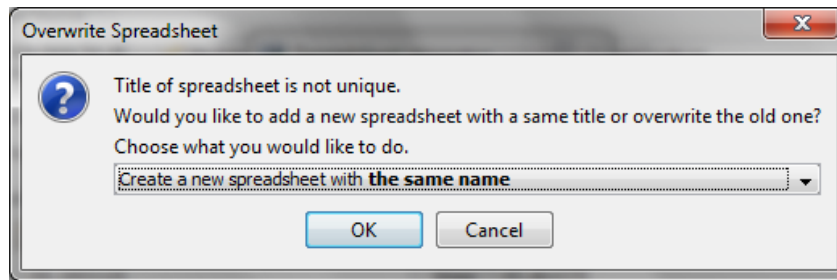 Overwrite Spreadsheet
Title of spreadsheet is not unique.
Would you like to add a new spreadsheet with a same title or overwrite the old one?
Choose what you would like to do.
Create a new spreadsheet with the same name
OK
Cancel